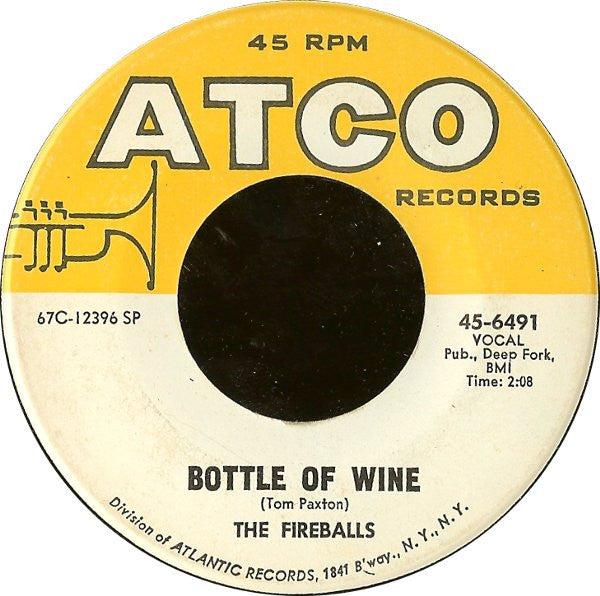 45 RPM
ATCO
RECORDS
67C-12396 SP
45-6491
VOCAL
Pub., Deep Fork,
BMI
Time: 2:08
BOTTLE OF WINE
(Tom Paxton)
THE FIREBALLS
Division of ATLANTIC RECORDS, 1841 B'way., N.Y., N.Y.